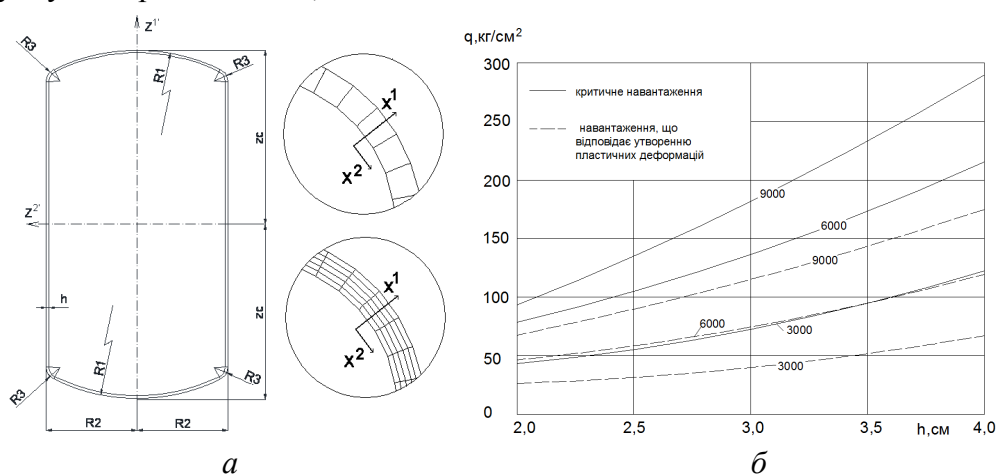 z1'
R3
R3
R1
zc
x1
x2
z2'
h
x1
x2
R1
zc
R3
R3
R2
R2
а
q,кг/см2
300
250
200
150
100
50
0
критичне навантаження
навантаження, що
відповідає утворенню
пластичних деформацій
9000
6000
9000
6000
3000
3000
2,0
2,5
3,0
3,5
h,см
4,0
б